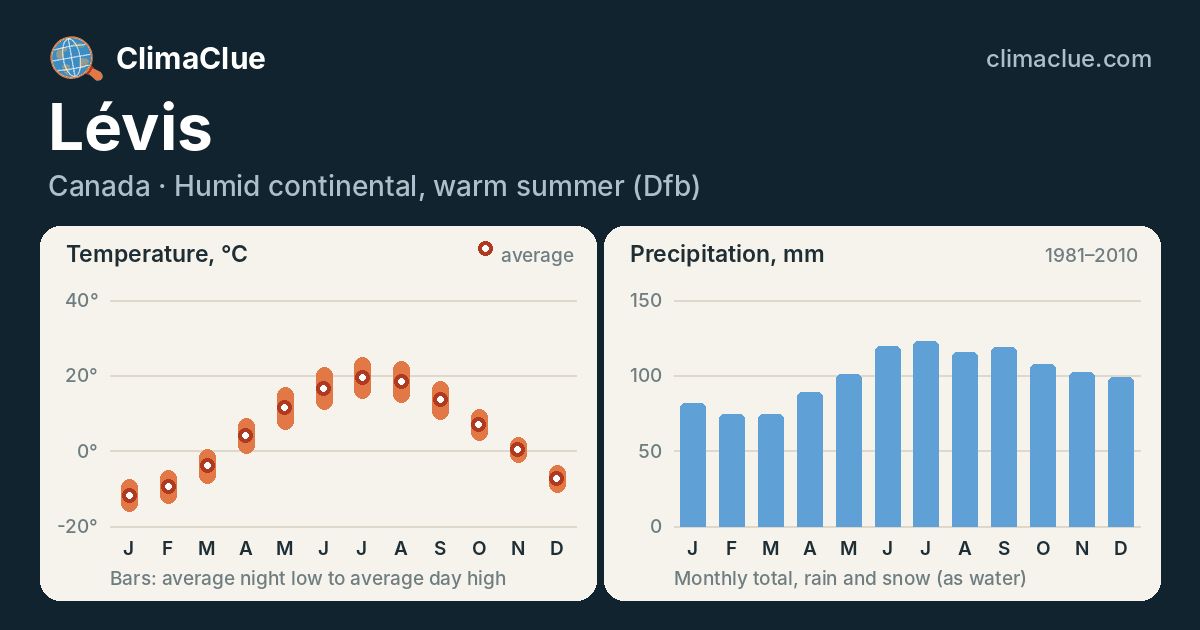 ClimaClue
climaclue.com
Lévis
Canada · Humid continental, warm summer (Dfb)
Temperature, °C
average
40°
20°
0°
-20°
J F M A M J J A S O N D
Bars: average night low to average day high
Precipitation, mm
1981–2010
150
100
50
0
J F M A M J J A S O N D
Monthly total, rain and snow (as water)